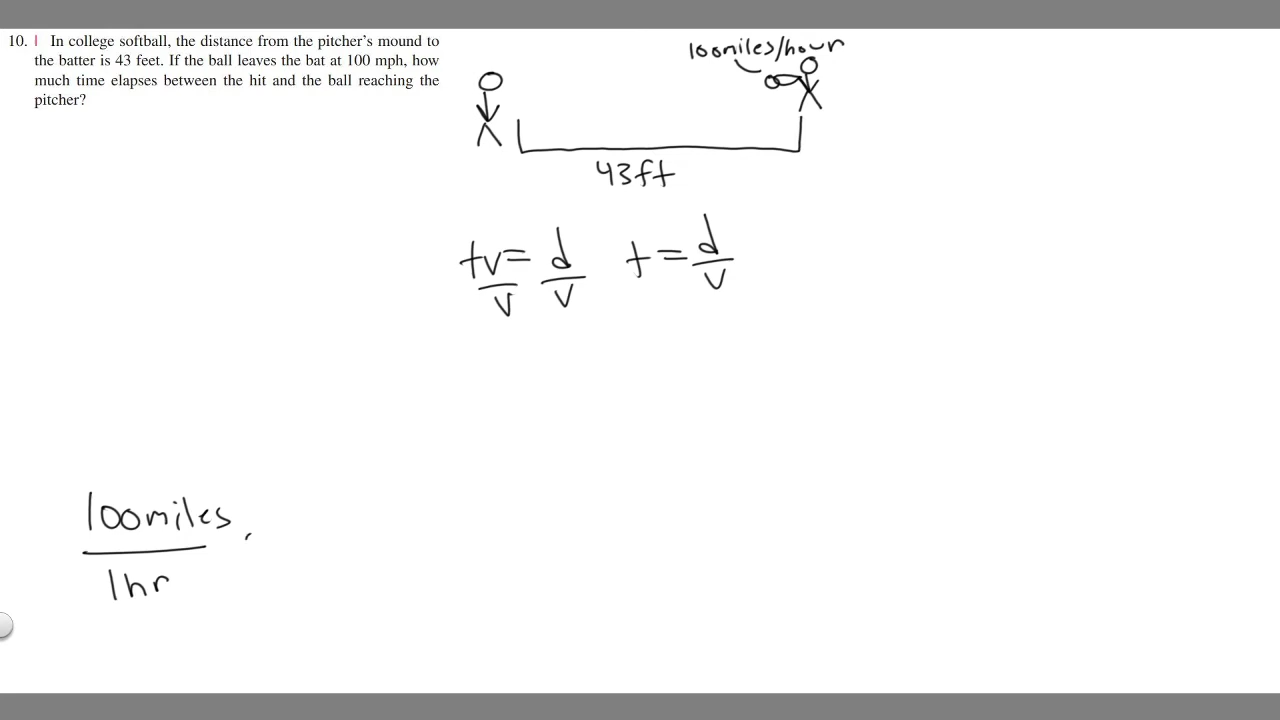 10. | In college softball, the distance from the pitcher's mound to
the batter is 43 feet. If the ball leaves the bat at 100 mph, how
much time elapses between the hit and the ball reaching the
pitcher?
100miles/hour
43ft
tv/v = d/v t = d/v
100miles
1hr